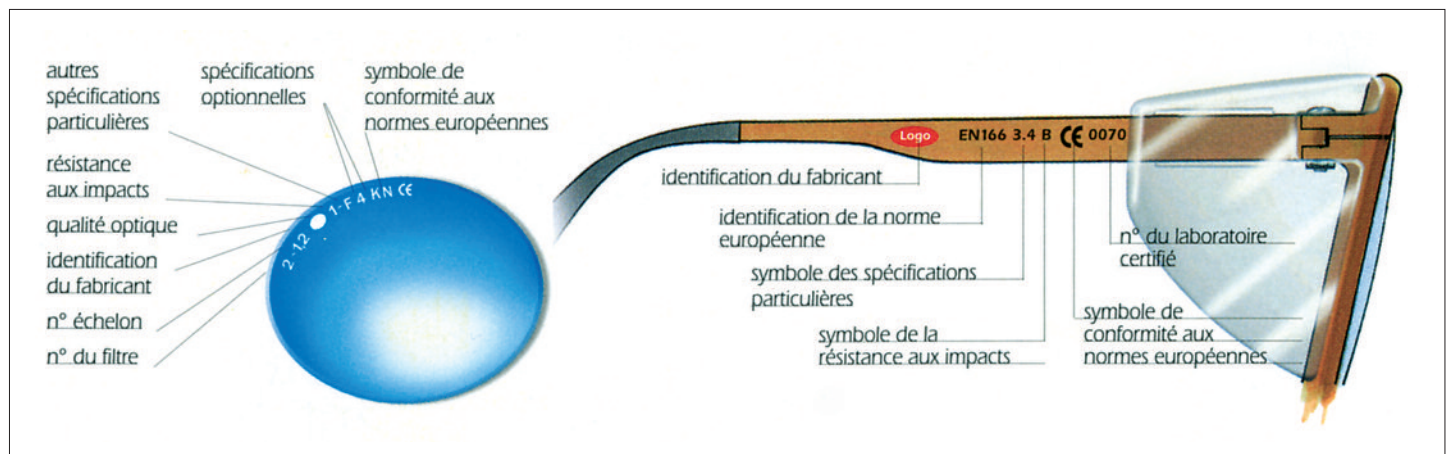 autres
spécifications
particulières
spécifications
optionnelles
symbole de
conformité aux
normes européennes
résistance
aux impacts
qualité optique
identification
du fabricant
n° échelon
n° du filtre
2-1,2 1-F 4 KN CE
Logo EN166 3.4 B CE 0070
identification du fabricant
identification de la norme
européenne
symbole des spécifications
particulières
symbole de la
résistance aux impacts
n° du laboratoire
certifié
symbole de
conformité aux
normes européennes